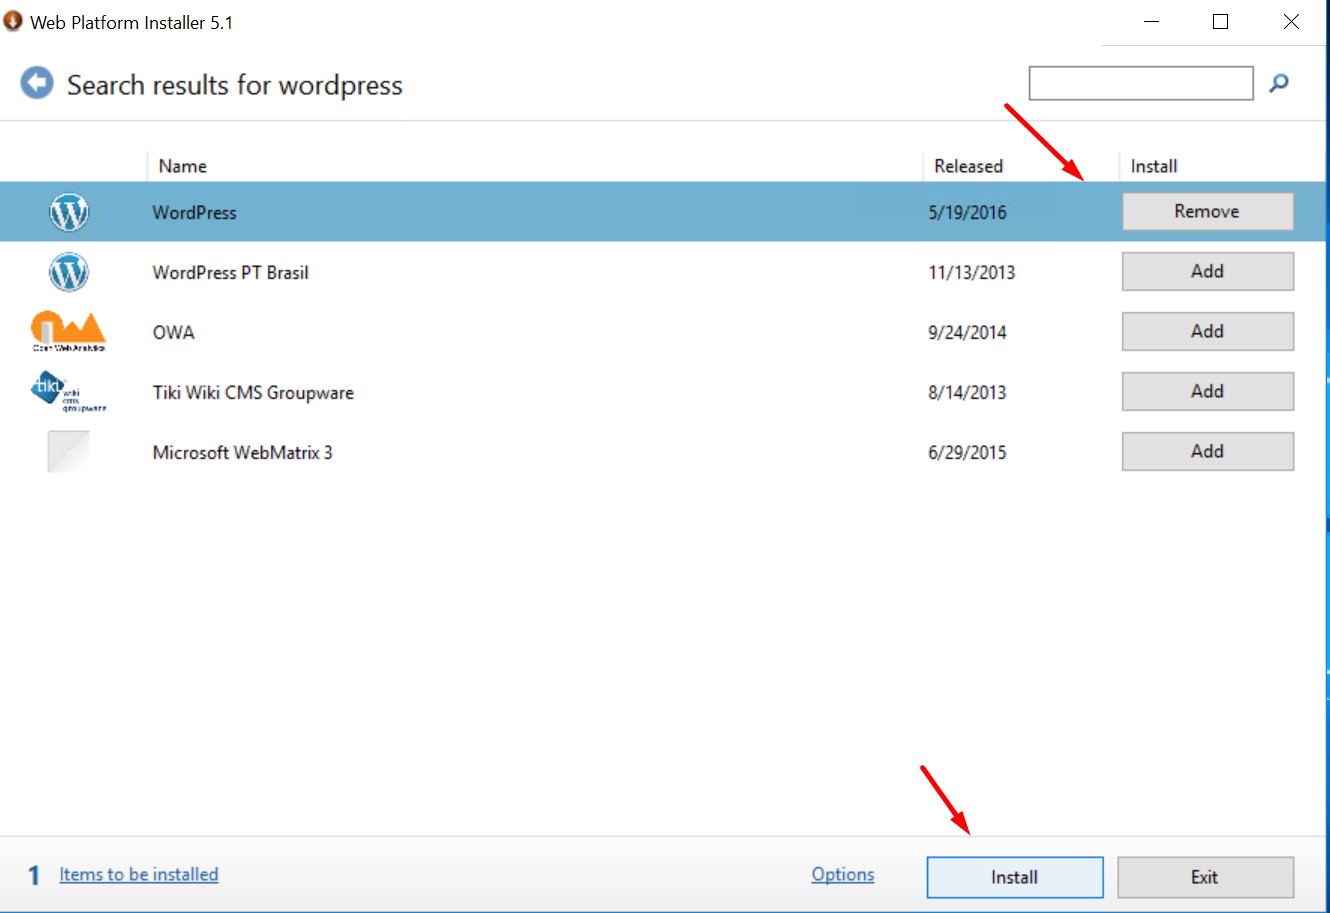 Web Platform Installer 5.1
Search results for wordpress
Name Released Install
WordPress 5/19/2016 Remove
WordPress PT Brasil 11/13/2013 Add
Open Web Analytics
OWA 9/24/2014 Add
tiki wiki cms groupware
Tiki Wiki CMS Groupware 8/14/2013 Add
Microsoft WebMatrix 3 6/29/2015 Add
1 Items to be installed Options Install Exit